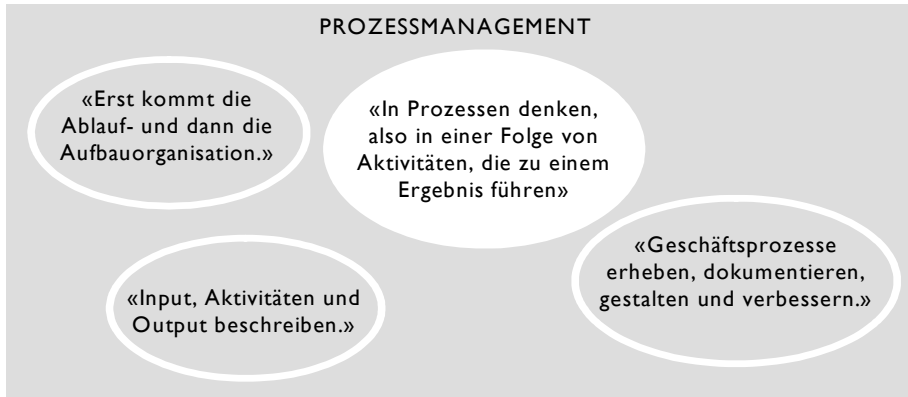 PROZESSMANAGEMENT
«Erst kommt die
Ablauf- und dann die
Aufbauorganisation.»
«In Prozessen denken,
also in einer Folge von
Aktivitäten, die zu einem
Ergebnis führen»
«Geschäftsprozesse
erheben, dokumentieren,
gestalten und verbessern.»
«Input, Aktivitäten und
Output beschreiben.»